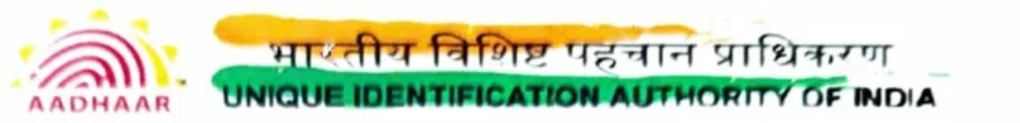 भारतीय विशिष्ट पहचान प्राधिकरण
AADHAAR
UNIQUE IDENTIFICATION AUTHORITY OF INDIA